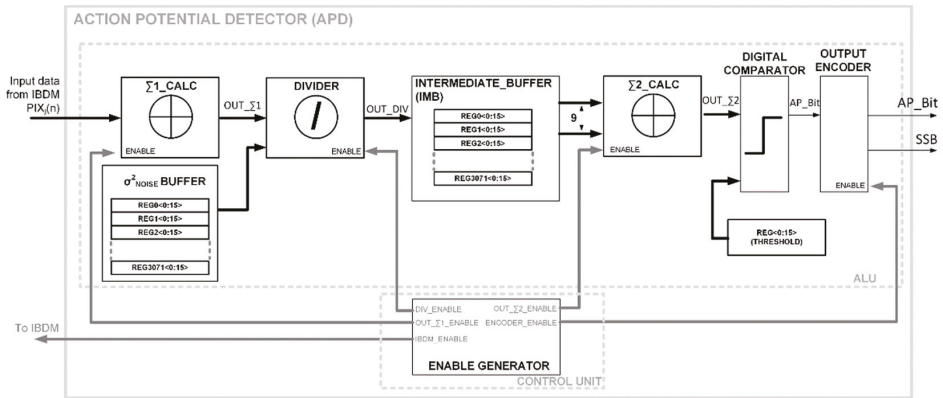 ACTION POTENTIAL DETECTOR (APD)
Input data
from IBDM
PIXⱼ(n)
∑1_CALC
ENABLE
OUT_∑1
DIVIDER
ENABLE
OUT_DIV
INTERMEDIATE_BUFFER
(IMB)
REG0<0:15>
REG1<0:15>
REG2<0:15>
REG3071<0:15>
9
∑2_CALC
ENABLE
OUT_∑2
DIGITAL
COMPARATOR
AP_Bit
OUTPUT
ENCODER
ENABLE
AP_Bit
SSB
σ²NOISE BUFFER
REG0<0:15>
REG1<0:15>
REG2<0:15>
REG3071<0:15>
REG<0:15>
(THRESHOLD)
ALU
To IBDM
DIV_ENABLE
OUT_∑1_ENABLE
IBDM_ENABLE
OUT_∑2_ENABLE
ENCODER_ENABLE
ENABLE GENERATOR
CONTROL UNIT